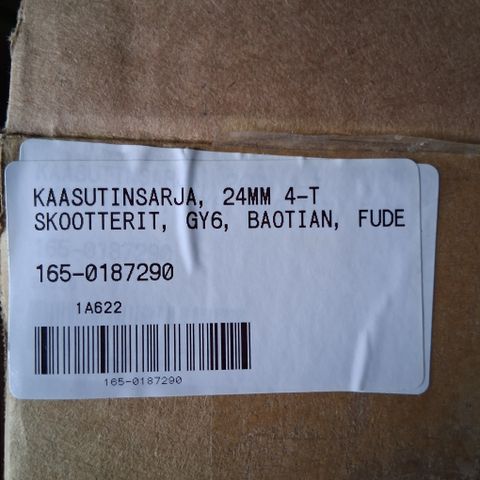 KAASUTINSARJA, 24MM 4-T
SKOOTTERIT, GY6, BAOTIAN, FUDE
165-0187290
1A622
165-0187290